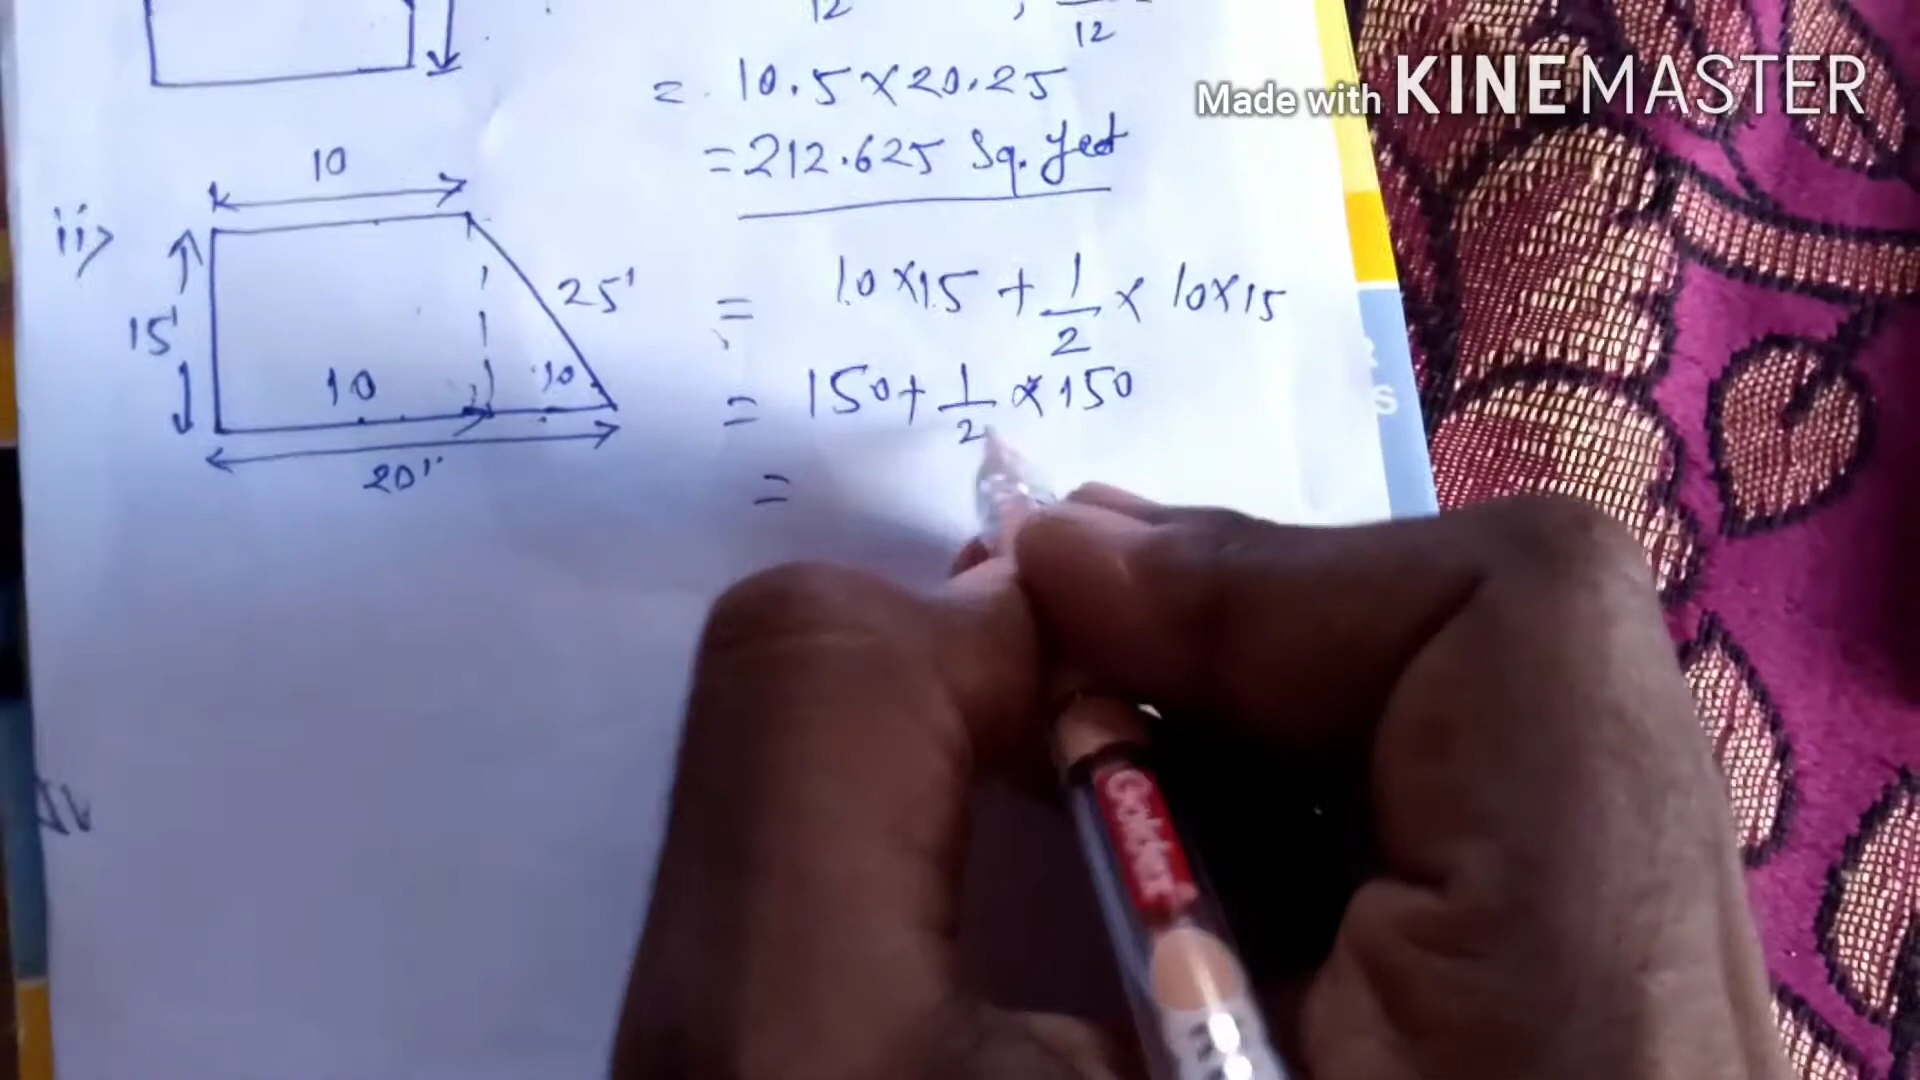 12 , 12
= 10.5 × 20.25
= 212.625 Sq. feet
Made with KINEMASTER
ii>
10
15'
25'
10
10
20'
= 10×15 + 1/2 × 10×15
= 150 + 1/2 × 150
=
Golden
S